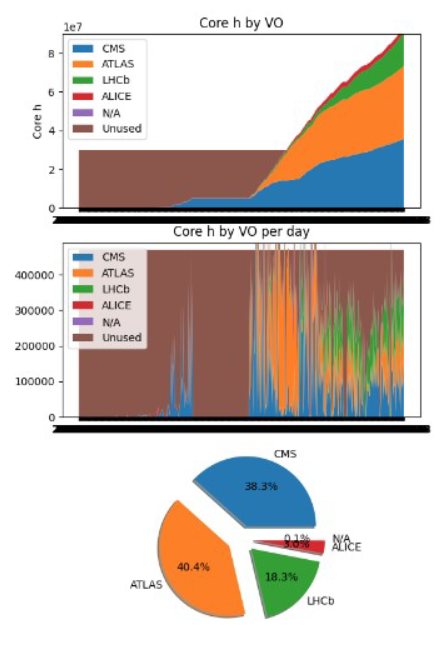 Core h by VO
1e7
8
6
4
2
0
Core h
CMS
ATLAS
LHCb
ALICE
N/A
Unused
Core h by VO per day
400000
300000
200000
100000
0
CMS
ATLAS
LHCb
ALICE
N/A
Unused
CMS
38.3%
0.1%
N/A
3.0%
ALICE
40.4%
18.3%
ATLAS
LHCb